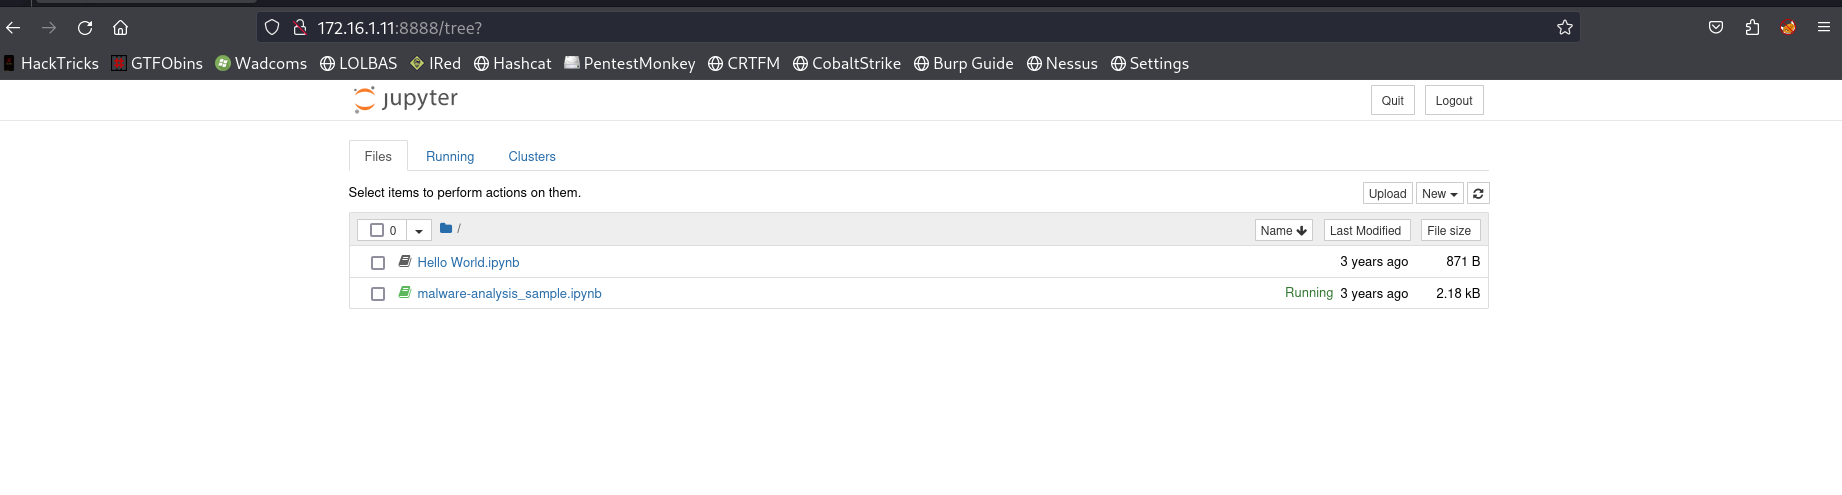 172.16.1.11:8888/tree?
HackTricks GTFObins Wadcoms LOLBAS IRed Hashcat PentestMonkey CRTFM CobaltStrike Burp Guide Nessus Settings
jupyter Quit Logout
Files Running Clusters
Select items to perform actions on them. Upload New
0 / Name Last Modified File size
Hello World.ipynb 3 years ago 871 B
malware-analysis_sample.ipynb Running 3 years ago 2.18 kB